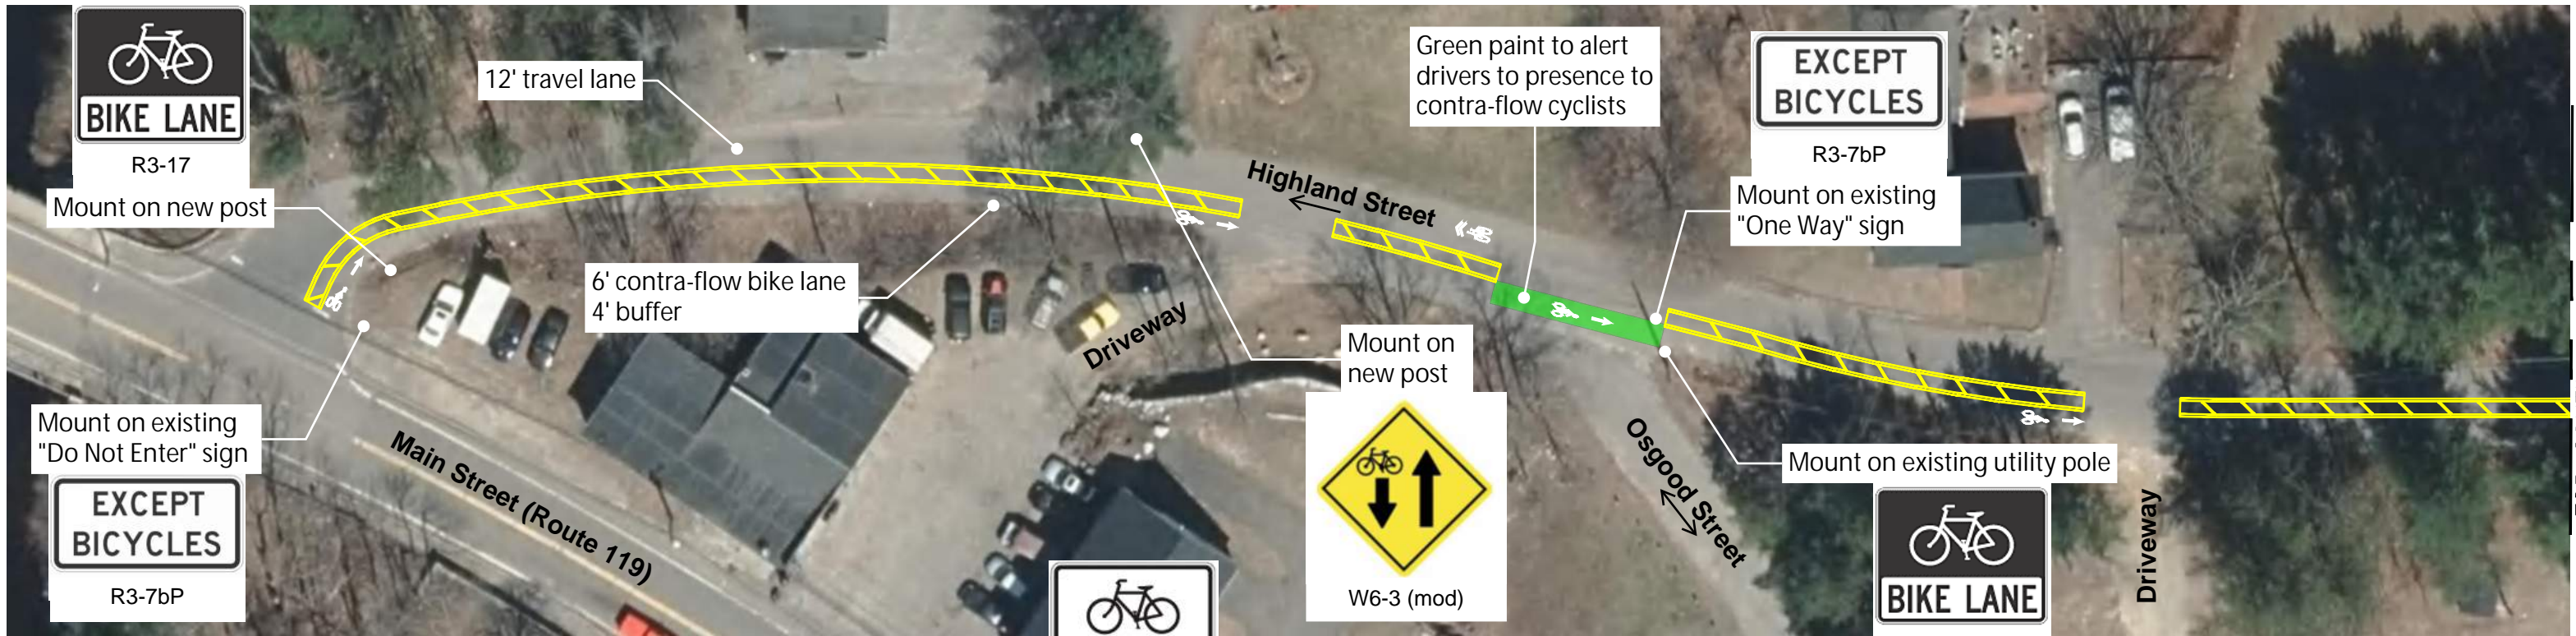 BIKE LANE
R3-17
Mount on new post
12' travel lane
Green paint to alert
drivers to presence to
contra-flow cyclists
EXCEPT
BICYCLES
R3-7bP
Mount on existing
"One Way" sign
Highland Street
6' contra-flow bike lane
4' buffer
Driveway
Mount on
new post
W6-3 (mod)
Mount on existing
"Do Not Enter" sign
EXCEPT
BICYCLES
R3-7bP
Main Street (Route 119)
Osgood Street
Mount on existing utility pole
BIKE LANE
Driveway